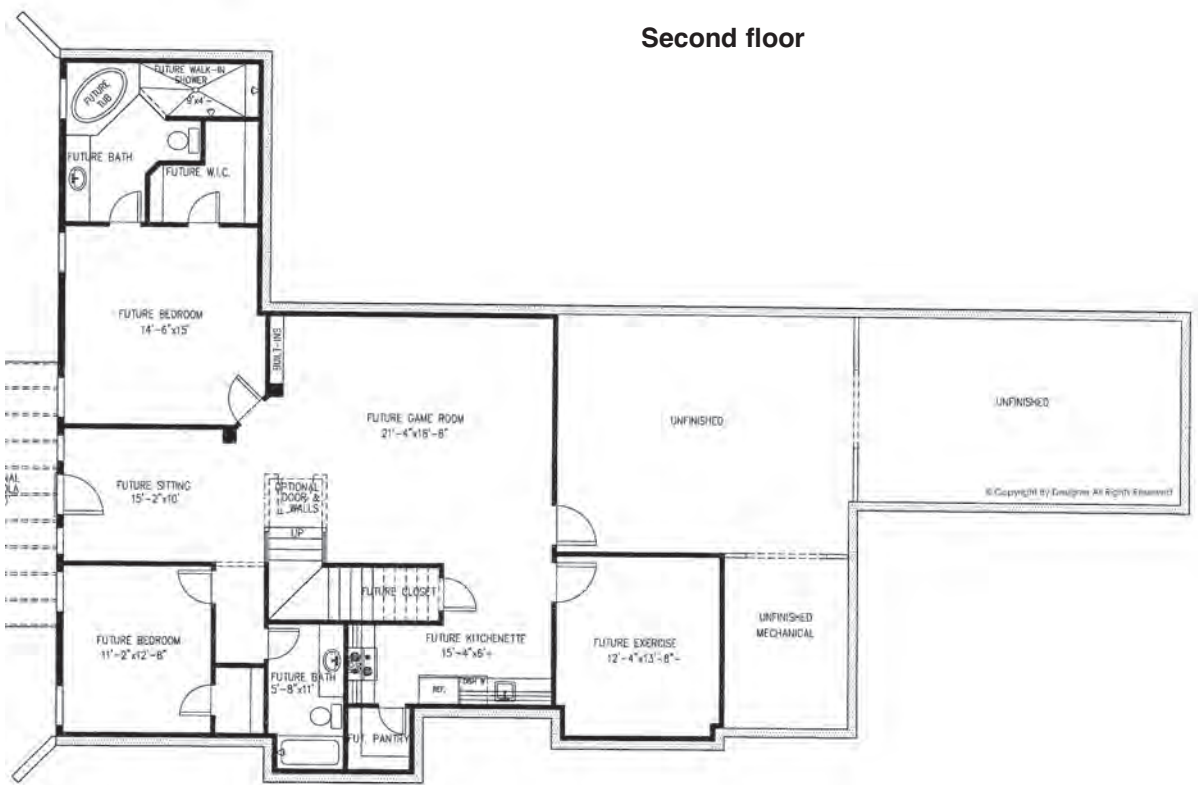 Second floor
FUTURE WALK-IN
SHOWER
9'x4'-
FUTURE
TUB
FUTURE BATH
FUTURE W.I.C.
FUTURE BEDROOM
14'-6"x15'
BUILT-INS
FUTURE GAME ROOM
21'-4"x18'-8"
UNFINISHED
UNFINISHED
© Copyright By Designer All Rights Reserved
FUTURE SITTING
15'-2"x10'
OPTIONAL
DOOR &
WALLS
UP
FUTURE CLOSET
FUTURE BEDROOM
11'-2"x12'-8"
FUTURE BATH
5'-8"x11'
FUTURE KITCHENETTE
15'-4"x6'-
REF.
DISH W
FUT. PANTRY
FUTURE EXERCISE
12'-4"x13'-8"-
UNFINISHED
MECHANICAL